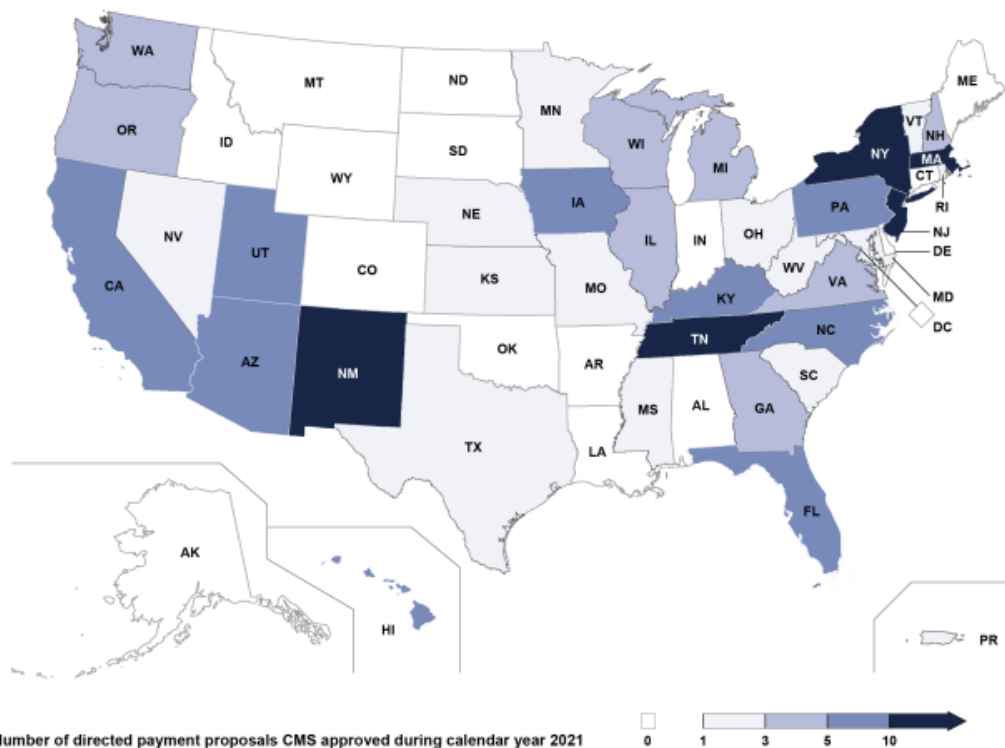 WA
MT
ND
ME
MN
VT
OR
NH
ID
WI
NY
SD
MA
MI
CT
WY
IA
PA
RI
NE
NV
NJ
OH
IN
IL
DE
UT
CO
WV
KS
VA
CA
MO
MD
KY
DC
NC
TN
OK
AZ
AR
NM
SC
MS
AL
GA
TX
LA
FL
AK
HI
PR
umber of directed payment proposals CMS approved during calendar year 2021
0 1 3 5 10